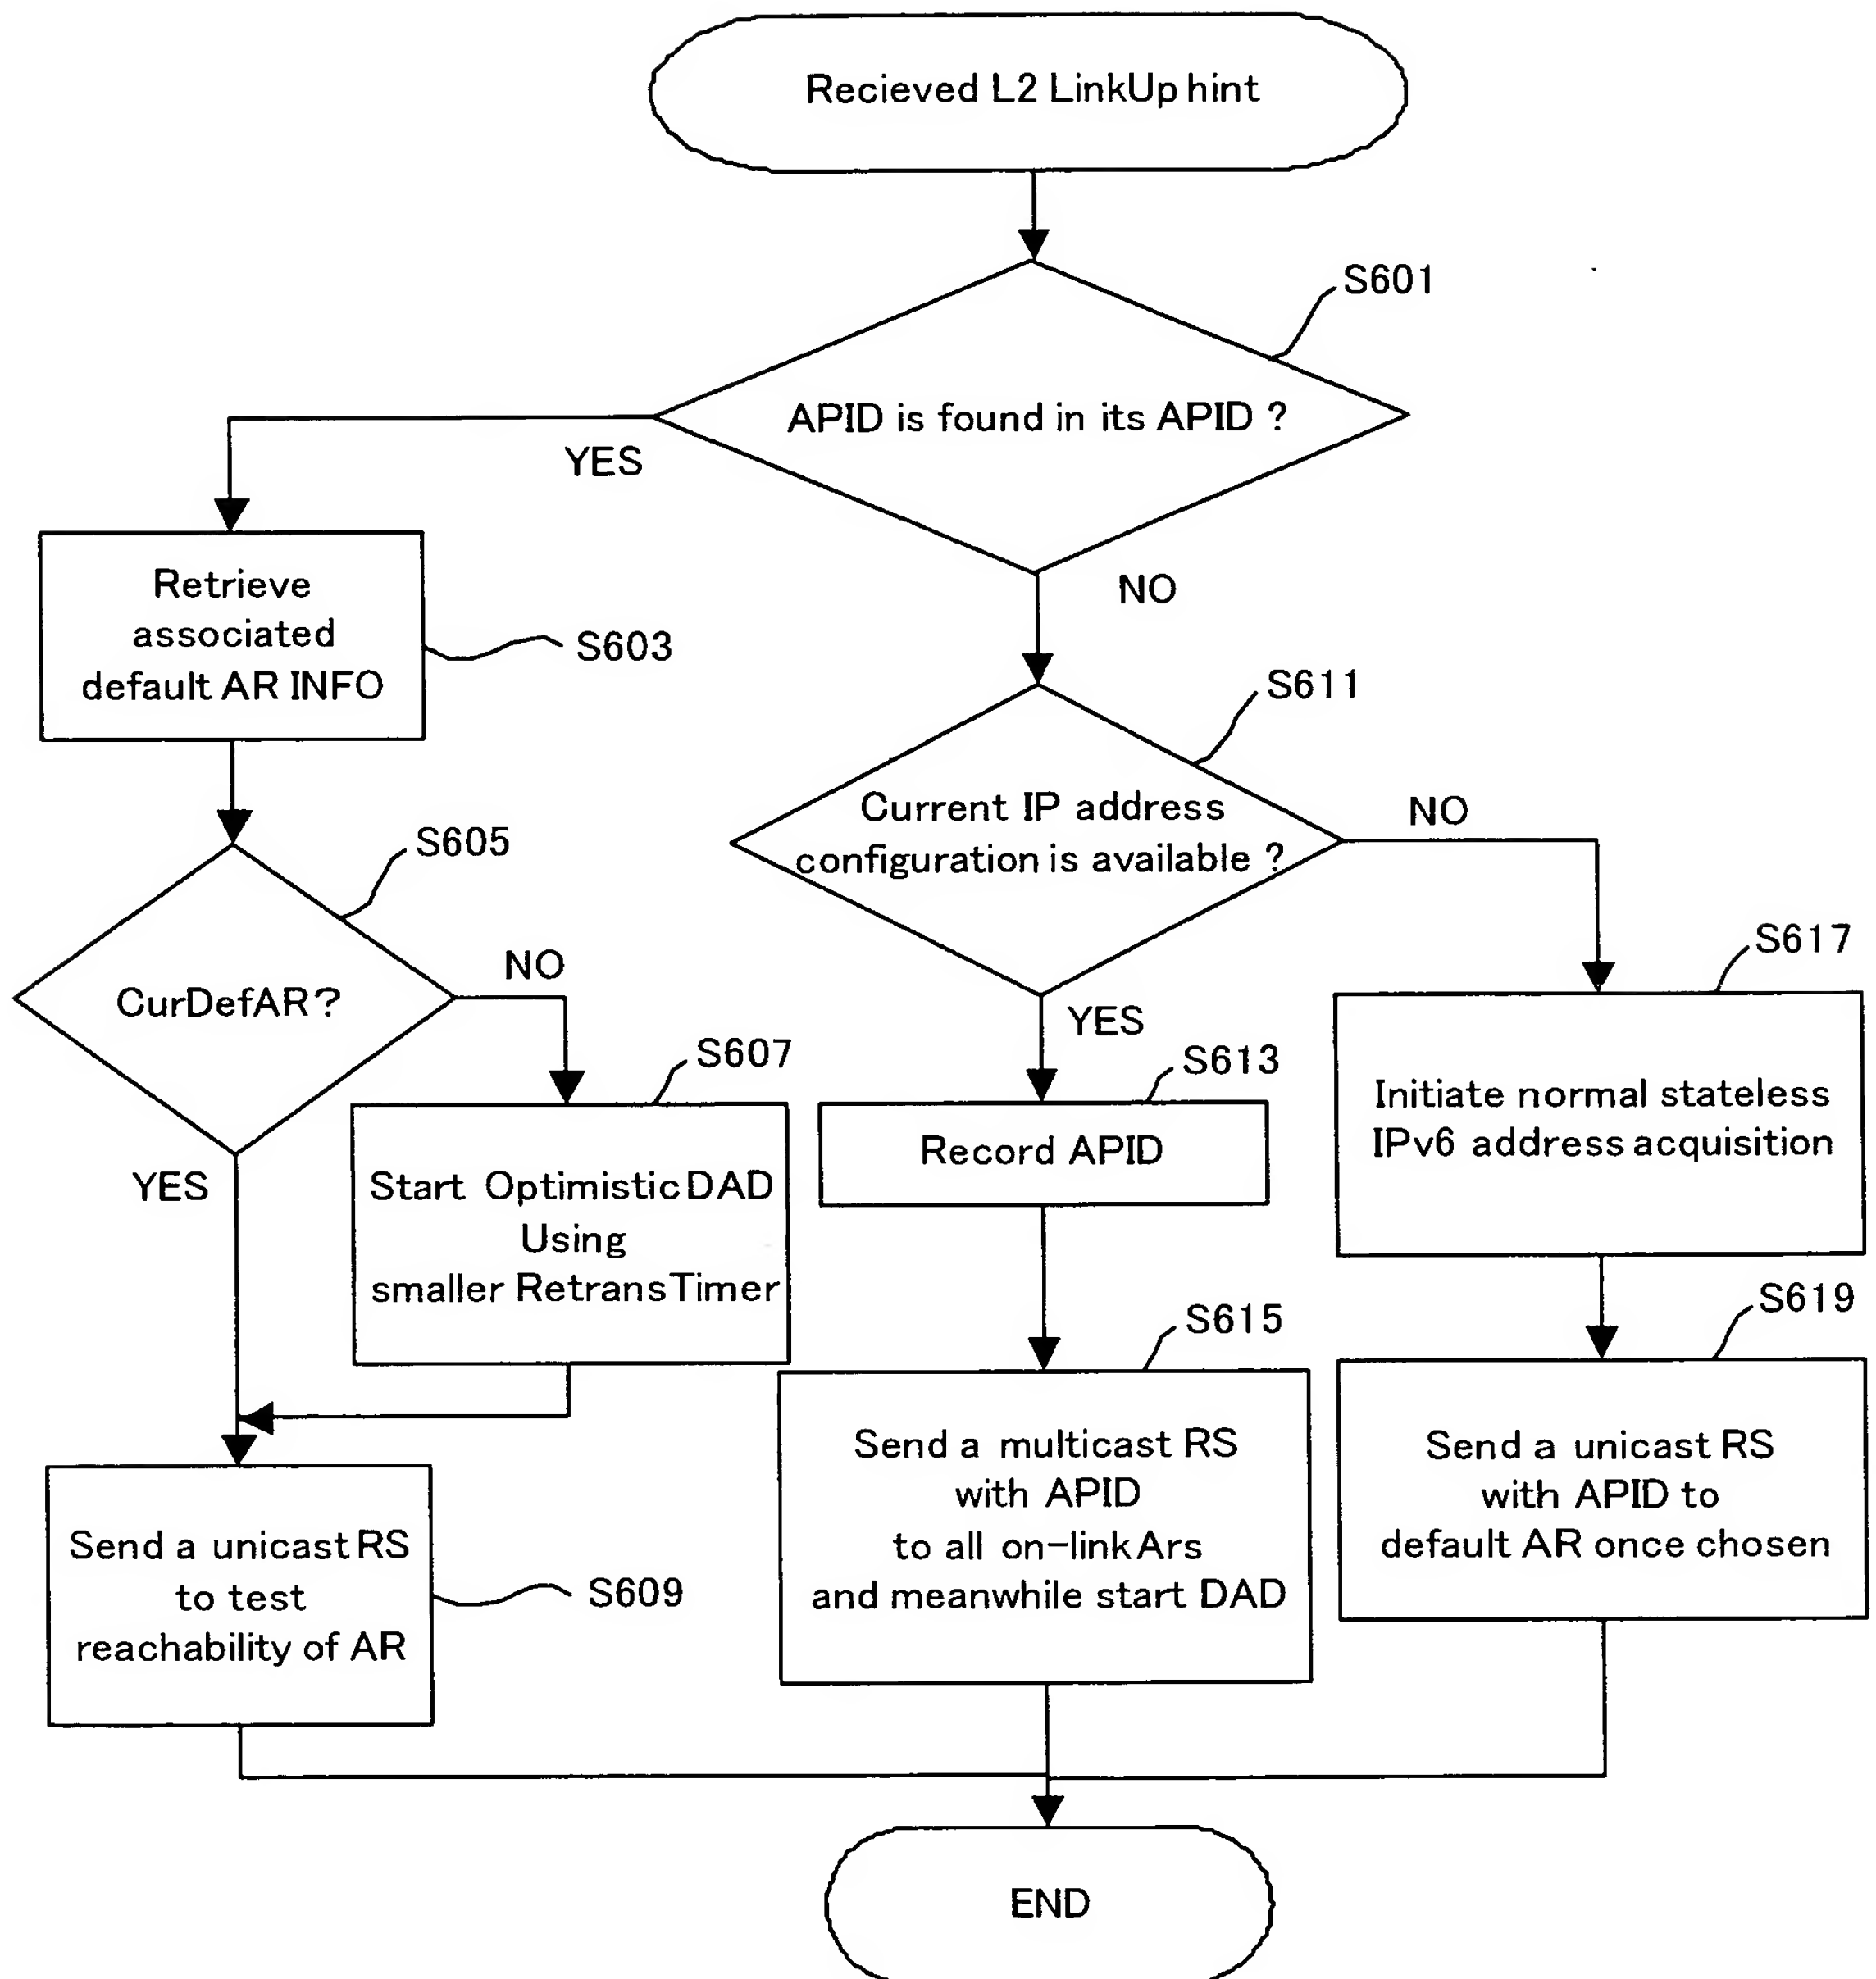 Recieved L2 LinkUp hint
S601
APID is found in its APID ?
YES
NO
Retrieve
associated
default AR INFO
S603
S611
Current IP address
configuration is available ?
NO
S605
CurDefAR?
NO
S617
YES
S607
S613
Initiate normal stateless
IPv6 address acquisition
Record APID
YES
Start Optimistic DAD
Using
smaller RetransTimer
S615
S619
Send a multicast RS
with APID
to all on-link Ars
and meanwhile start DAD
Send a unicast RS
with APID to
default AR once chosen
Send a unicast RS
to test
reachability of AR
S609
END